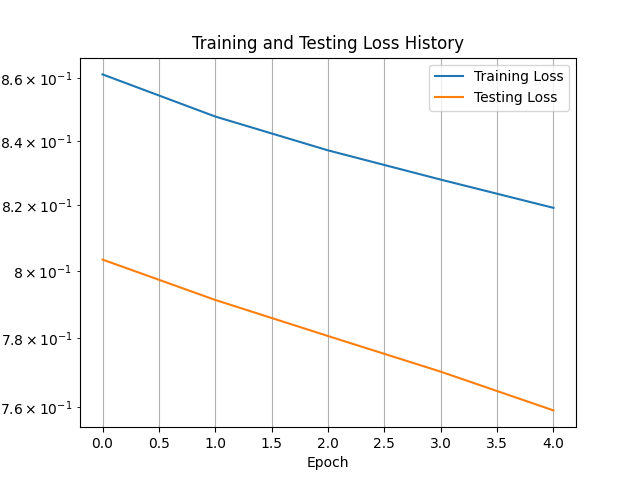 Training and Testing Loss History
Training Loss
Testing Loss
8.6 × 10⁻¹
8.4 × 10⁻¹
8.2 × 10⁻¹
8 × 10⁻¹
7.8 × 10⁻¹
7.6 × 10⁻¹
0.0 0.5 1.0 1.5 2.0 2.5 3.0 3.5 4.0
Epoch